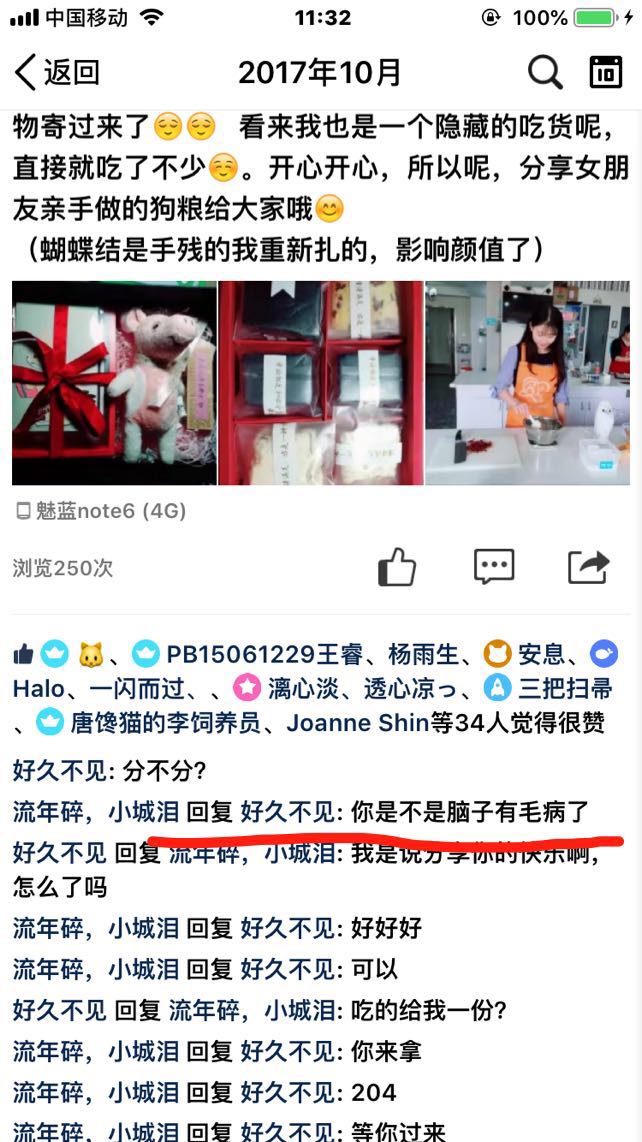 中国移动 11:32 100%
返回 2017年10月 10
物寄过来了😌😌 看来我也是一个隐藏的吃货呢，
直接就吃了不少☺️。开心开心，所以呢，分享女朋
友亲手做的狗粮给大家哦😊
（蝴蝶结是手残的我重新扎的，影响颜值了）
魅蓝note6 (4G)
浏览250次
🐱、PB15061229王睿、杨雨生、安息、
Halo、一闪而过、、漓心淡、透心凉っ、三把扫帚
、唐馋猫的李饲养员、Joanne Shin等34人觉得很赞
好久不见: 分不分?
流年碎，小城泪 回复 好久不见: 你是不是脑子有毛病了
好久不见 回复 流年碎，小城泪: 我是说分享你的快乐啊，
怎么了吗
流年碎，小城泪 回复 好久不见: 好好好
流年碎，小城泪 回复 好久不见: 可以
好久不见 回复 流年碎，小城泪: 吃的给我一份?
流年碎，小城泪 回复 好久不见: 你来拿
流年碎，小城泪 回复 好久不见: 204
流年碎，小城泪 回复 好久不见: 等你过来